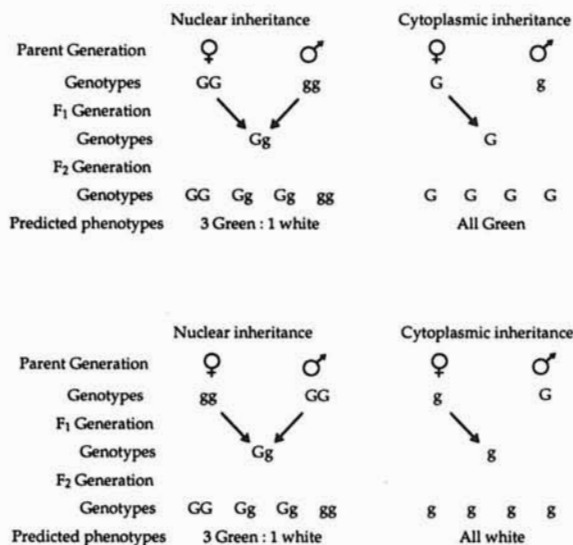 Nuclear inheritance Cytoplasmic inheritance
Parent Generation ♀ ♂ ♀ ♂
Genotypes GG gg G g
F₁ Generation
Genotypes Gg G
F₂ Generation
Genotypes GG Gg Gg gg G G G G
Predicted phenotypes 3 Green : 1 white All Green
Nuclear inheritance Cytoplasmic inheritance
Parent Generation ♀ ♂ ♀ ♂
Genotypes gg GG g G
F₁ Generation
Genotypes Gg g
F₂ Generation
Genotypes GG Gg Gg gg g g g g
Predicted phenotypes 3 Green : 1 white All white